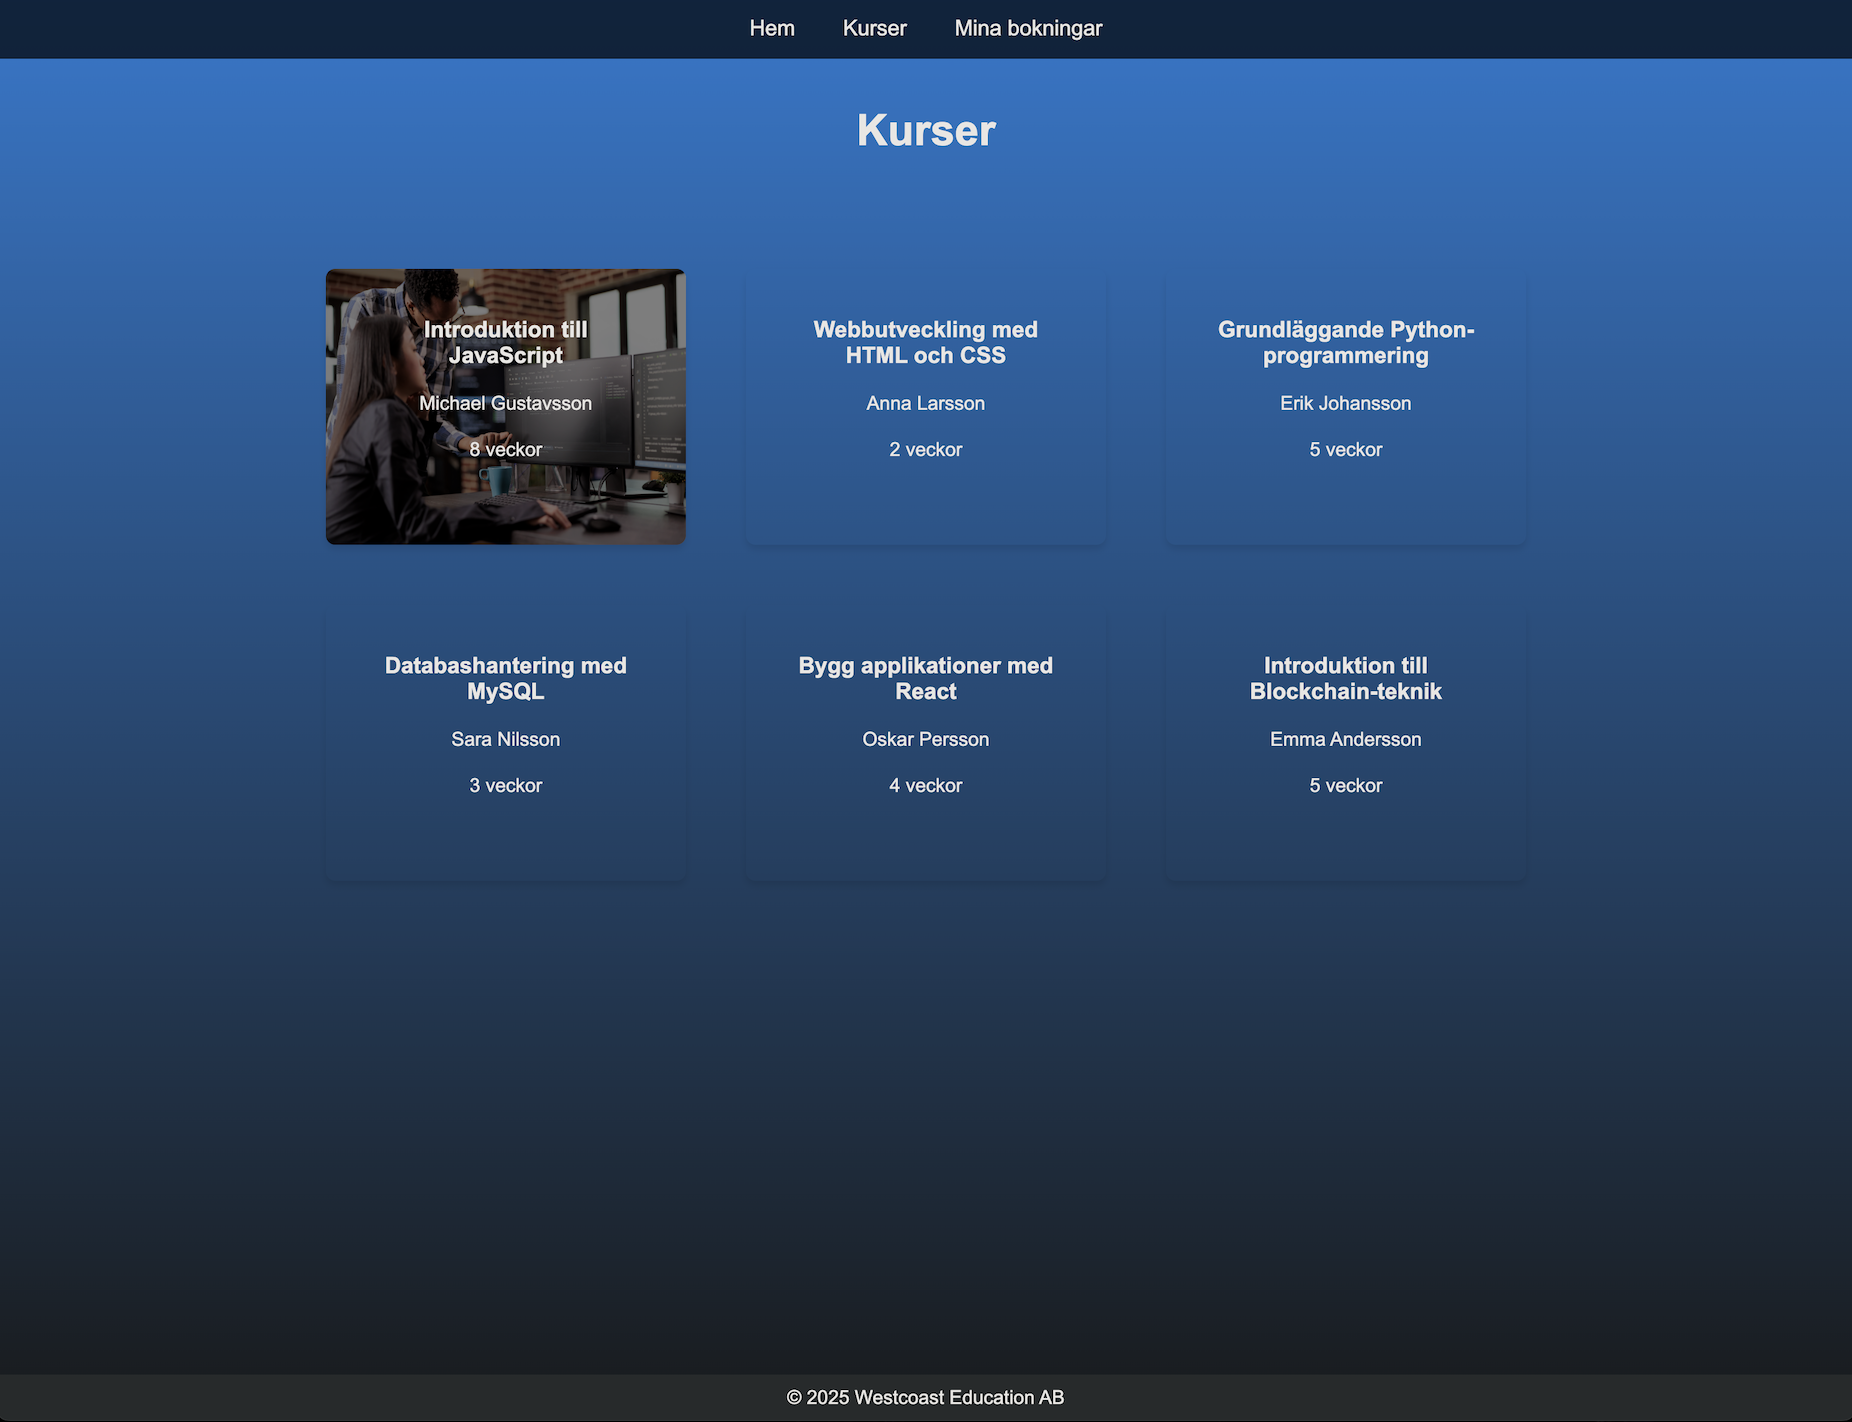 Hem Kurser Mina bokningar
Kurser
Introduktion till
JavaScript
Michael Gustavsson
8 veckor
Webbutveckling med
HTML och CSS
Anna Larsson
2 veckor
Grundläggande Python-
programmering
Erik Johansson
5 veckor
Databashantering med
MySQL
Sara Nilsson
3 veckor
Bygg applikationer med
React
Oskar Persson
4 veckor
Introduktion till
Blockchain-teknik
Emma Andersson
5 veckor
© 2025 Westcoast Education AB